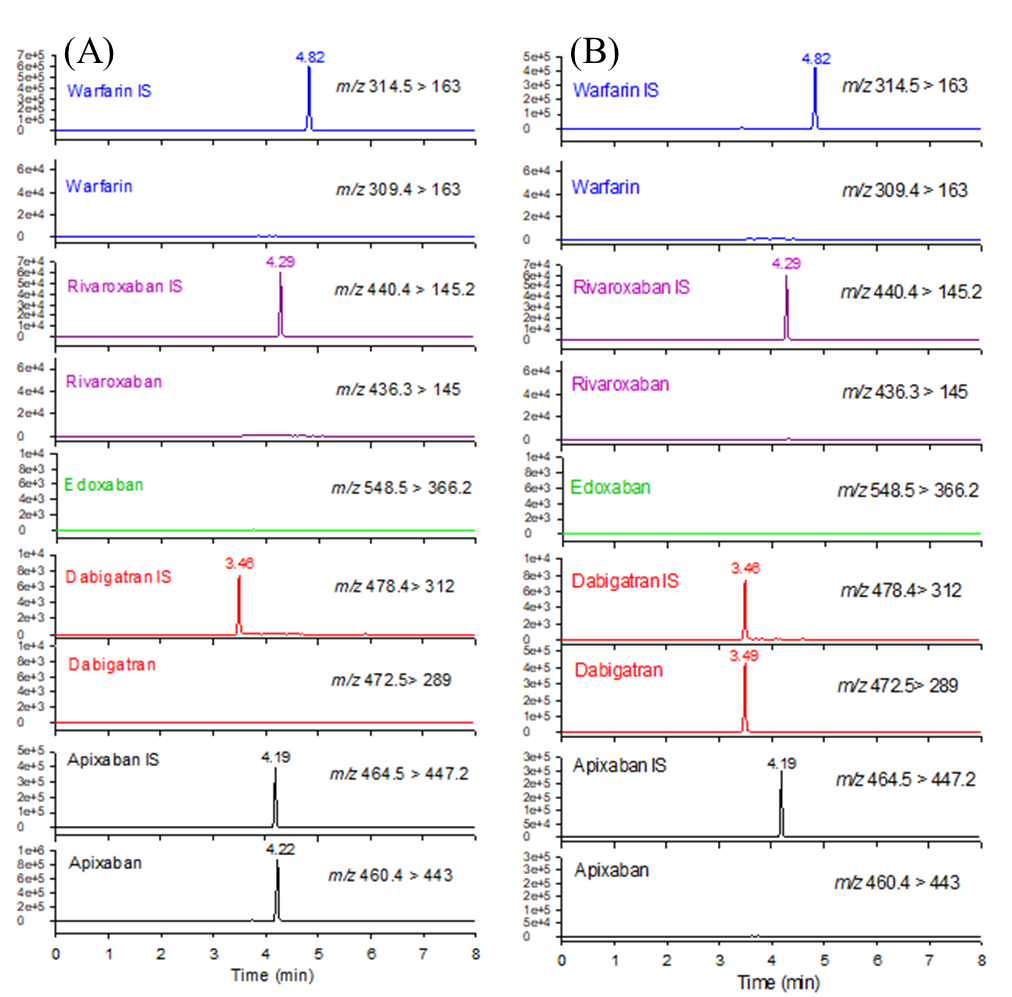 (A)
7e+5
6e+5
5e+5
4e+5
3e+5
2e+5
1e+5
0
Warfarin IS
4.82
m/z 314.5 > 163
6e+4
4e+4
2e+4
0
Warfarin
m/z 309.4 > 163
7e+4
6e+4
5e+4
4e+4
3e+4
2e+4
1e+4
0
Rivaroxaban IS
4.29
m/z 440.4 > 145.2
6e+4
4e+4
2e+4
0
Rivaroxaban
m/z 436.3 > 145
1e+4
8e+3
6e+3
4e+3
2e+3
0
Edoxaban
m/z 548.5 > 366.2
1e+4
8e+3
6e+3
4e+3
2e+3
0
Dabigatran IS
3.46
m/z 478.4> 312
1e+4
8e+3
6e+3
4e+3
2e+3
0
Dabigatran
m/z 472.5> 289
5e+5
4e+5
3e+5
2e+5
1e+5
0
Apixaban IS
4.19
m/z 464.5 > 447.2
1e+6
8e+5
6e+5
4e+5
2e+5
0
Apixaban
4.22
m/z 460.4 > 443
0 1 2 3 4 5 6 7 8
Time (min)
(B)
5e+5
4e+5
3e+5
2e+5
1e+5
0
Warfarin IS
4.82
m/z 314.5 > 163
6e+4
4e+4
2e+4
0
Warfarin
m/z 309.4 > 163
7e+4
6e+4
5e+4
4e+4
3e+4
2e+4
1e+4
0
Rivaroxaban IS
4.29
m/z 440.4 > 145.2
6e+4
4e+4
2e+4
0
Rivaroxaban
m/z 436.3 > 145
1e+4
8e+3
6e+3
4e+3
2e+3
0
Edoxaban
m/z 548.5 > 366.2
1e+4
8e+3
6e+3
4e+3
2e+3
0
Dabigatran IS
3.46
m/z 478.4> 312
5e+5
4e+5
3e+5
2e+5
1e+5
0
Dabigatran
3.49
m/z 472.5> 289
3e+5
3e+5
2e+5
2e+5
1e+5
5e+4
0
Apixaban IS
4.19
m/z 464.5 > 447.2
3e+5
3e+5
2e+5
2e+5
1e+5
5e+4
0
Apixaban
m/z 460.4 > 443
0 1 2 3 4 5 6 7 8
Time (min)